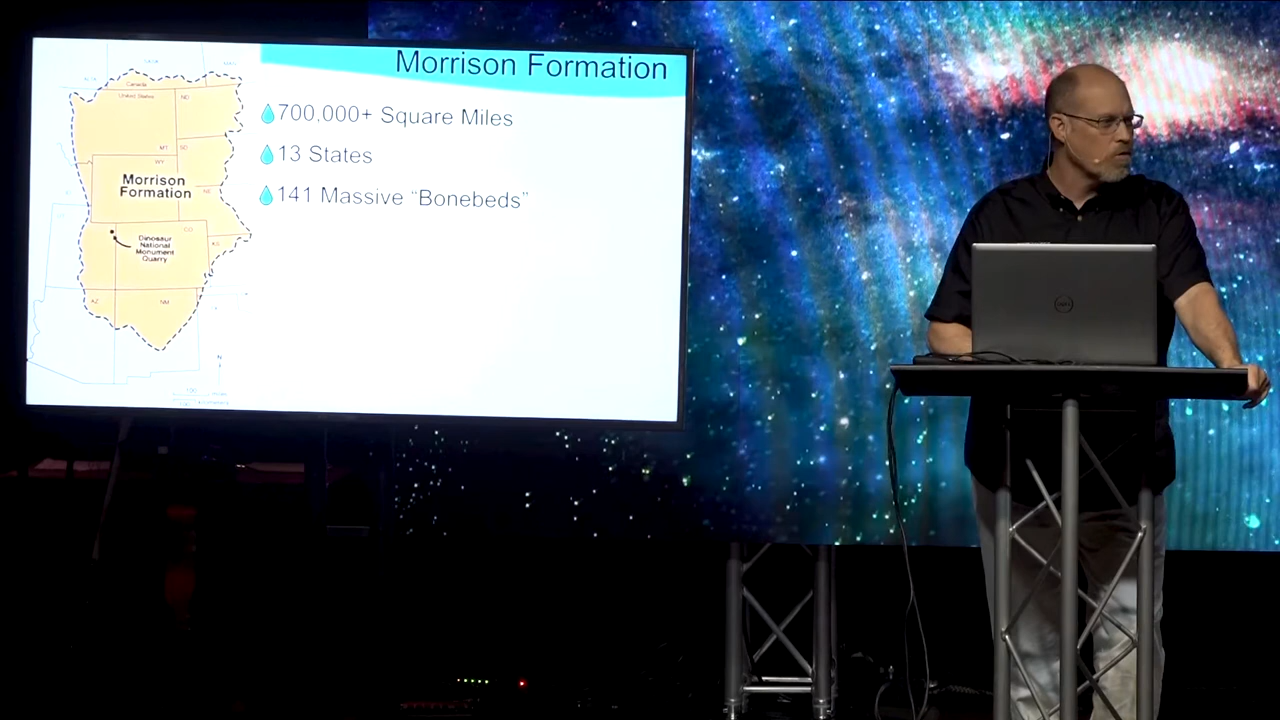 Morrison Formation
700,000+ Square Miles
13 States
141 Massive “Bonebeds”
Canada
United States
ND
MT
SD
WY
Morrison
Formation
NE
CO
Dinosaur
National
Monument
Quarry
KS
AZ
NM
N
DELL